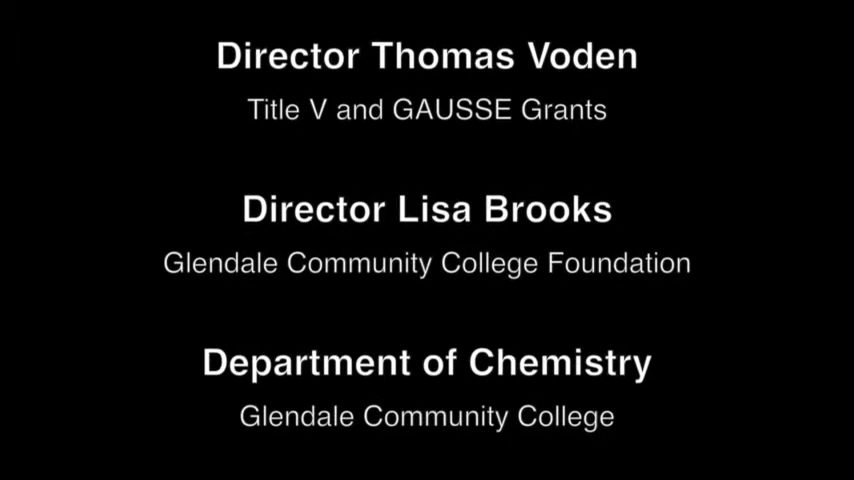 Director Thomas Voden
Title V and GAUSSE Grants
Director Lisa Brooks
Glendale Community College Foundation
Department of Chemistry
Glendale Community College